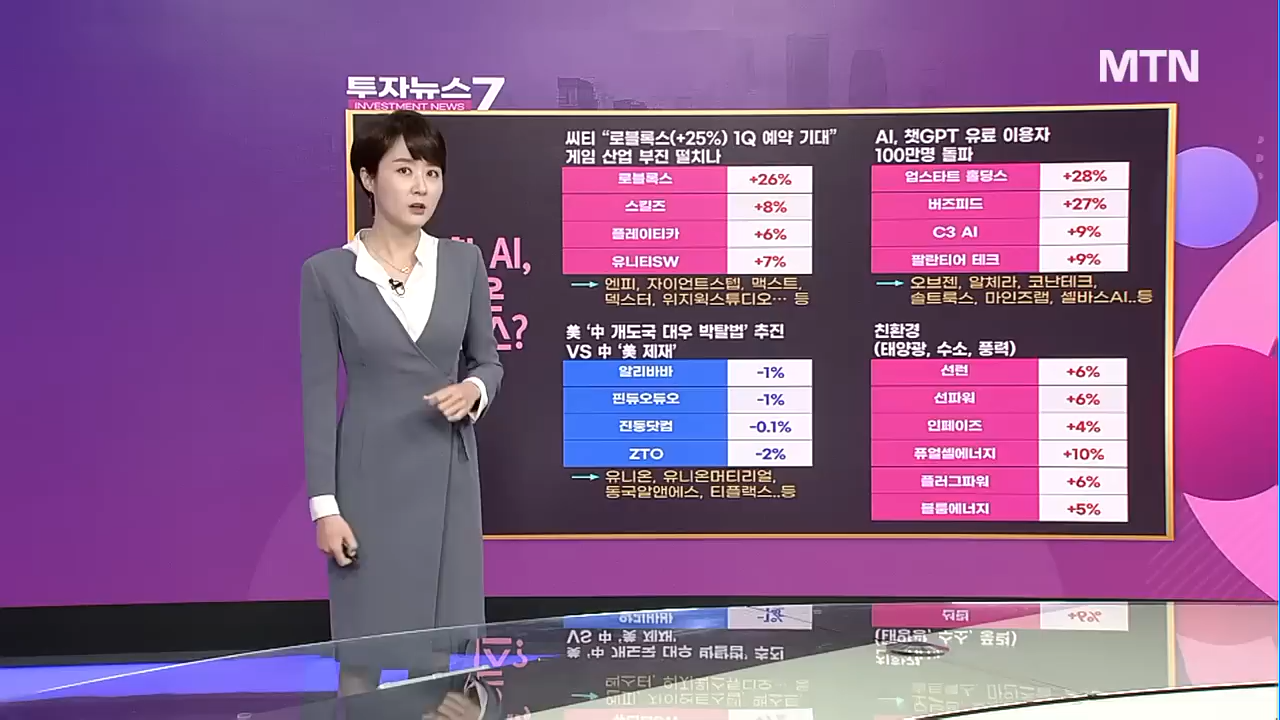 MTN
투자뉴스 7
INVESTMENT NEWS
AI,
씨티 “로블록스(+25%) 1Q 예약 기대”
게임 산업 부진 떨치나
로블록스 +26%
스킬즈 +8%
플레이티카 +6%
유니티SW +7%
→ 엔피, 자이언트스텝, 맥스트,
덱스터, 위지윅스튜디오… 등
AI, 챗GPT 유료 이용자
100만명 돌파
업스타트 홀딩스 +28%
버즈피드 +27%
C3 AI +9%
팔란티어 테크 +9%
→ 오브젠, 알체라, 코난테크,
솔트룩스, 마인즈랩, 셀바스AI..등
美 ‘中 개도국 대우 박탈법’ 추진
VS 中 ‘美 제재’
알리바바 -1%
핀듀오듀오 -1%
징동닷컴 -0.1%
ZTO -2%
→ 유니온, 유니온머티리얼,
동국알앤에스, 티플랙스..등
친환경
(태양광, 수소, 풍력)
선런 +6%
선파워 +6%
인페이즈 +4%
퓨얼셀에너지 +10%
플러그파워 +6%
블룸에너지 +5%